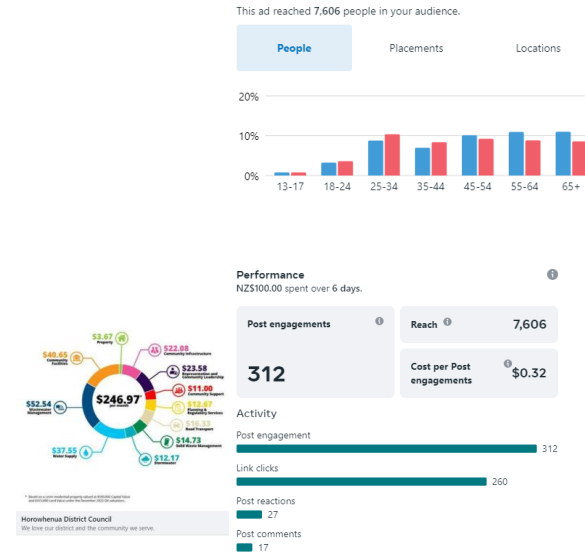 This ad reached 7,606 people in your audience.
People
Placements
Locations
20%
10%
0%
13-17
18-24
25-34
35-44
45-54
55-64
65+
Performance
NZ$100.00 spent over 6 days.
Post engagements
312
Reach
7,606
Cost per Post
engagements
$0.32
Activity
Post engagement
312
Link clicks
260
Post reactions
27
Post comments
17
$3.67
Property
$22.08
Community Infrastructure
$23.58
Representation and
Community Leadership
$11.00
Community Support
$12.67
Planning &
Regulatory Services
$16.33
Road Transport
$14.73
Solid Waste Management
$12.17
Stormwater
$37.55
Water Supply
$52.54
Wastewater
Management
$40.65
Community
Facilities
$246.97*
per month
Horowhenua District Council
We love our district and the community we serve.